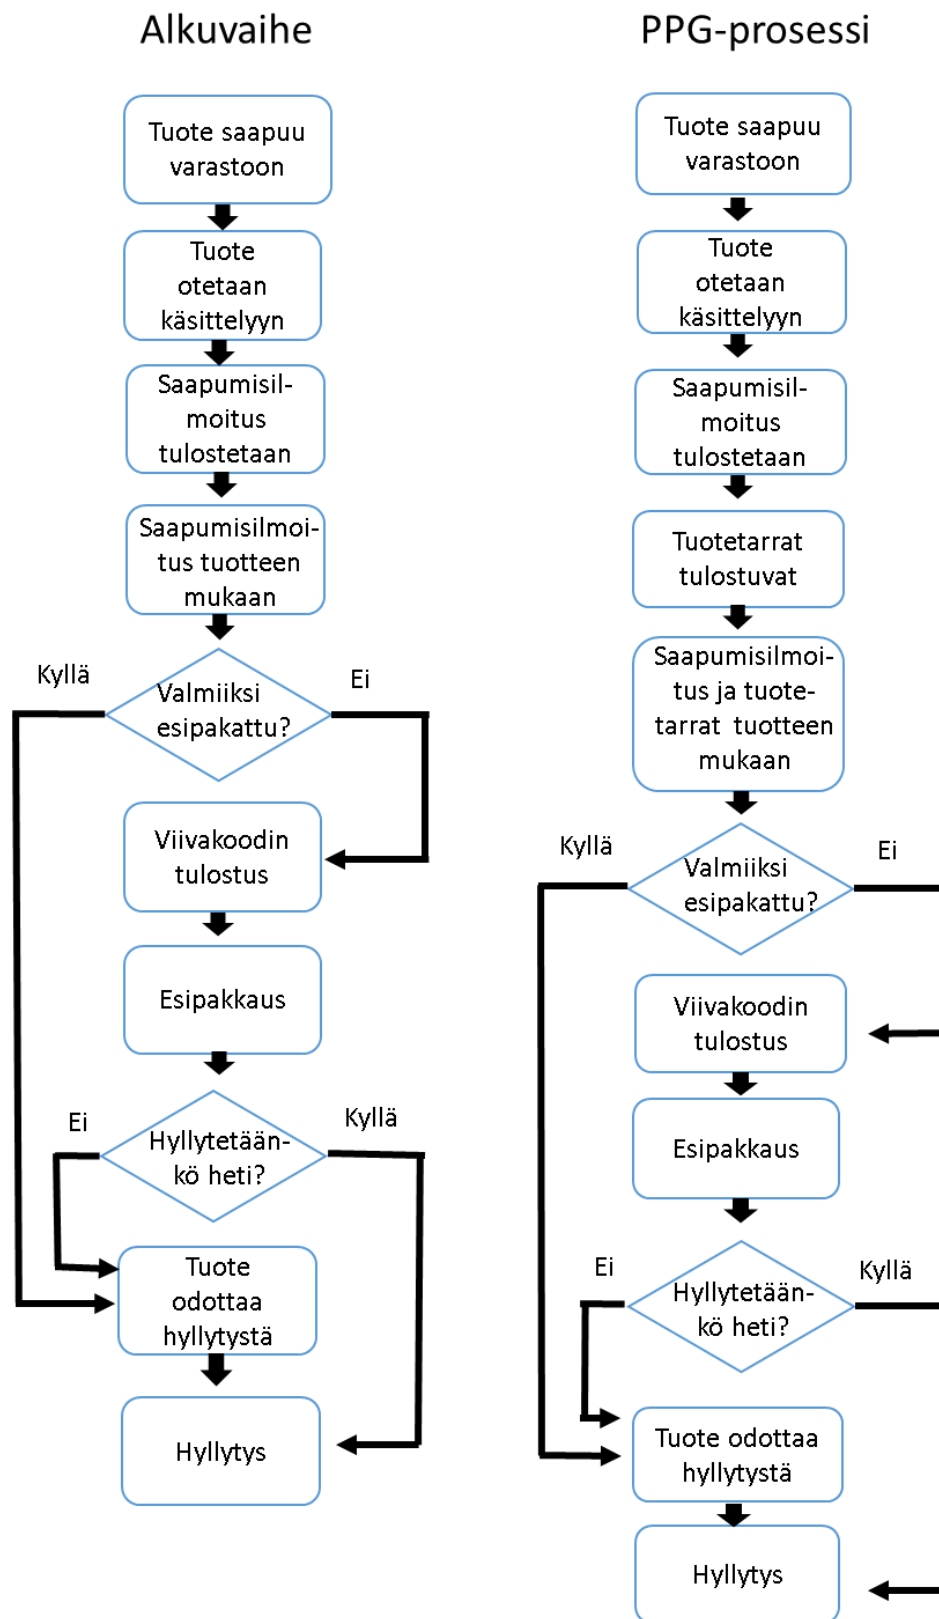 Alkuvaihe
Tuote saapuu
varastoon
Tuote
otetaan
käsittelyyn
Saapumisil-
moitus
tulostetaan
Saapumisilmoi-
tus tuotteen
mukaan
Kyllä
Ei
Valmiiksi
esipakattu?
Viivakoodin
tulostus
Esipakkaus
Ei
Kyllä
Hyllytetään-
kö heti?
Tuote
odottaa
hyllytystä
Hyllytys
PPG-prosessi
Tuote saapuu
varastoon
Tuote
otetaan
käsittelyyn
Saapumisil-
moitus
tulostetaan
Tuotetarrat
tulostuvat
Saapumisilmoi-
tus ja tuote-
tarrat tuotteen
mukaan
Kyllä
Ei
Valmiiksi
esipakattu?
Viivakoodin
tulostus
Esipakkaus
Ei
Kyllä
Hyllytetään-
kö heti?
Tuote odottaa
hyllytystä
Hyllytys